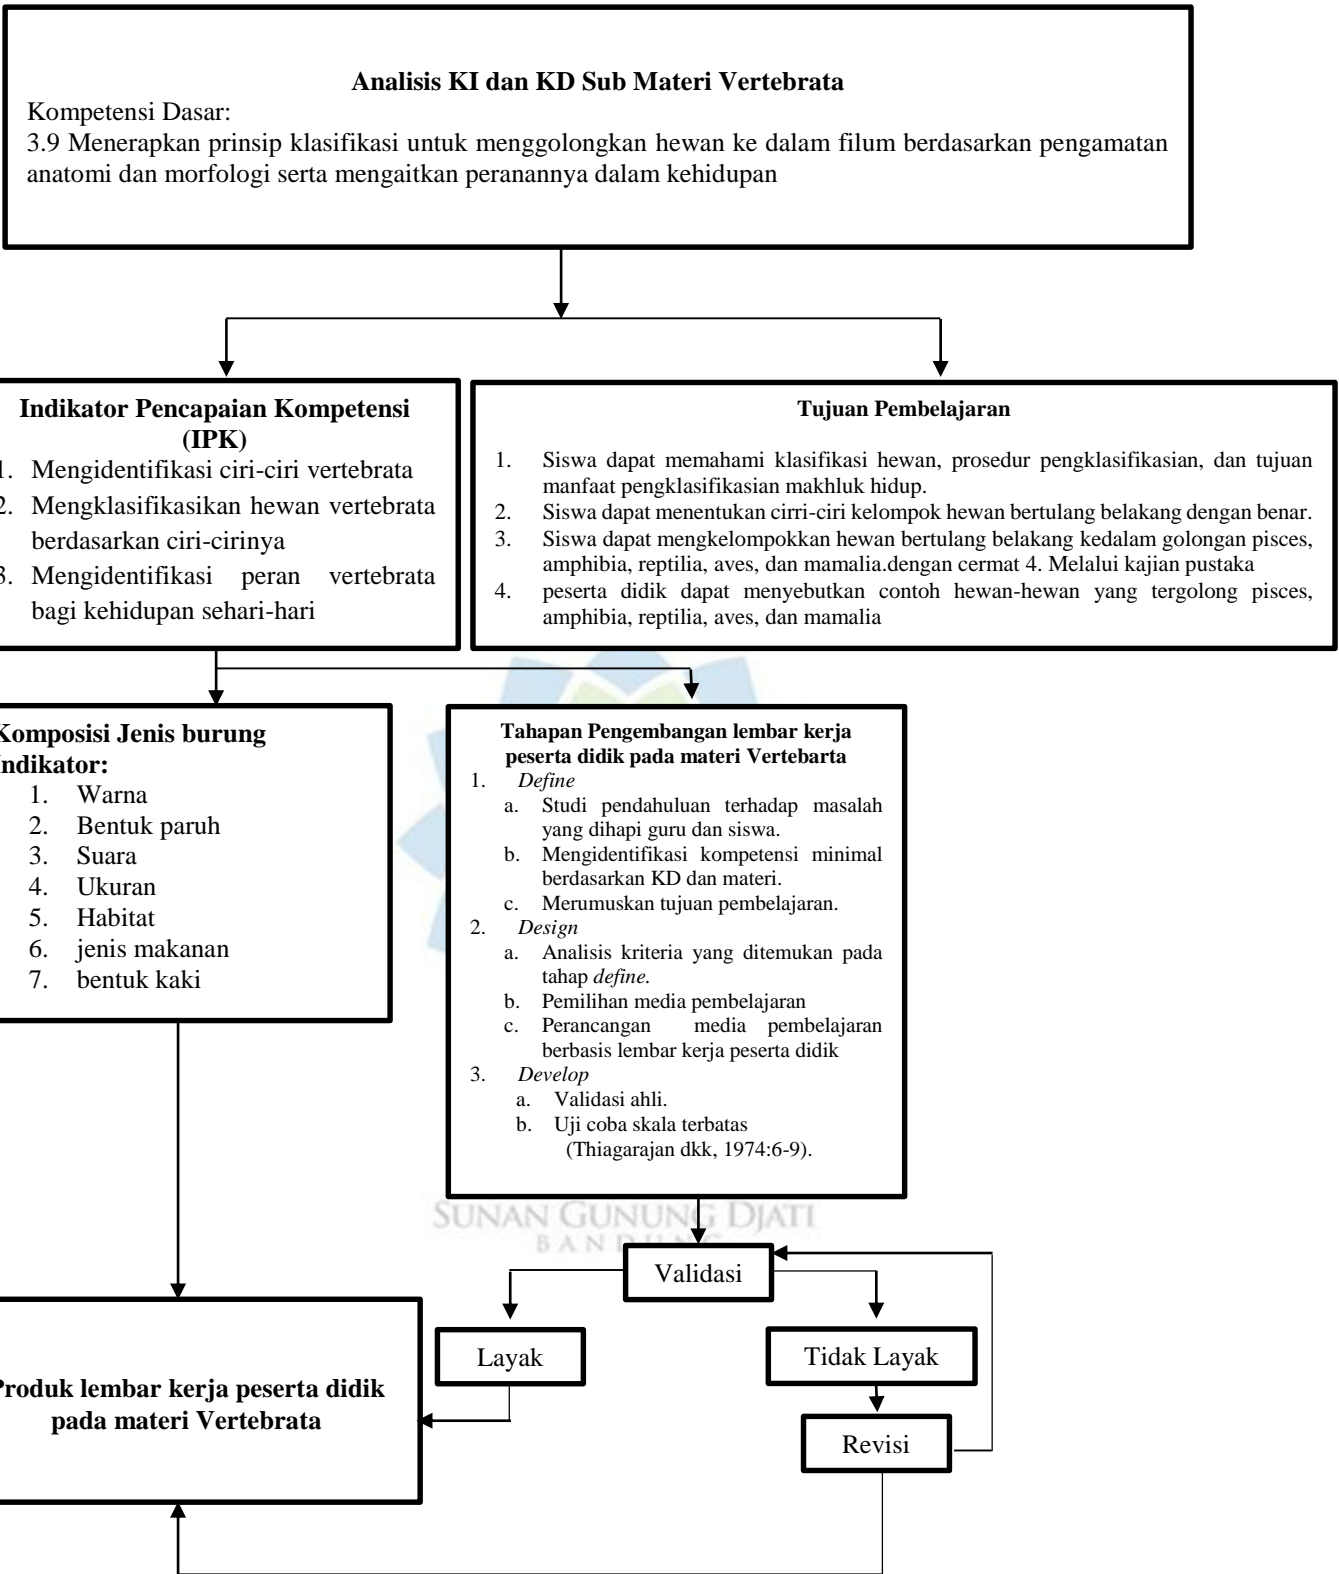 Analisis KI dan KD Sub Materi Vertebrata
Kompetensi Dasar:
3.9 Menerapkan prinsip klasifikasi untuk menggolongkan hewan ke dalam filum berdasarkan pengamatan
anatomi dan morfologi serta mengaitkan peranannya dalam kehidupan
Indikator Pencapaian Kompetensi
(IPK)
1. Mengidentifikasi ciri-ciri vertebrata
2. Mengklasifikasikan hewan vertebrata
berdasarkan ciri-cirinya
3. Mengidentifikasi peran vertebrata
bagi kehidupan sehari-hari
Tujuan Pembelajaran
1. Siswa dapat memahami klasifikasi hewan, prosedur pengklasifikasian, dan tujuan
manfaat pengklasifikasian makhluk hidup.
2. Siswa dapat menentukan cirri-ciri kelompok hewan bertulang belakang dengan benar.
3. Siswa dapat mengkelompokkan hewan bertulang belakang kedalam golongan pisces,
amphibia, reptilia, aves, dan mamalia.dengan cermat 4. Melalui kajian pustaka
4. peserta didik dapat menyebutkan contoh hewan-hewan yang tergolong pisces,
amphibia, reptilia, aves, dan mamalia
Komposisi Jenis burung
Indikator:
1. Warna
2. Bentuk paruh
3. Suara
4. Ukuran
5. Habitat
6. jenis makanan
7. bentuk kaki
Tahapan Pengembangan lembar kerja
peserta didik pada materi Vertebarta
1. Define
a. Studi pendahuluan terhadap masalah
yang dihapi guru dan siswa.
b. Mengidentifikasi kompetensi minimal
berdasarkan KD dan materi.
c. Merumuskan tujuan pembelajaran.
2. Design
a. Analisis kriteria yang ditemukan pada
tahap define.
b. Pemilihan media pembelajaran
c. Perancangan media pembelajaran
berbasis lembar kerja peserta didik
3. Develop
a. Validasi ahli.
b. Uji coba skala terbatas
(Thiagarajan dkk, 1974:6-9).
SUNAN GUNUNG DJATI
BANDUNG
Validasi
Layak
Tidak Layak
Produk lembar kerja peserta didik
pada materi Vertebrata
Revisi